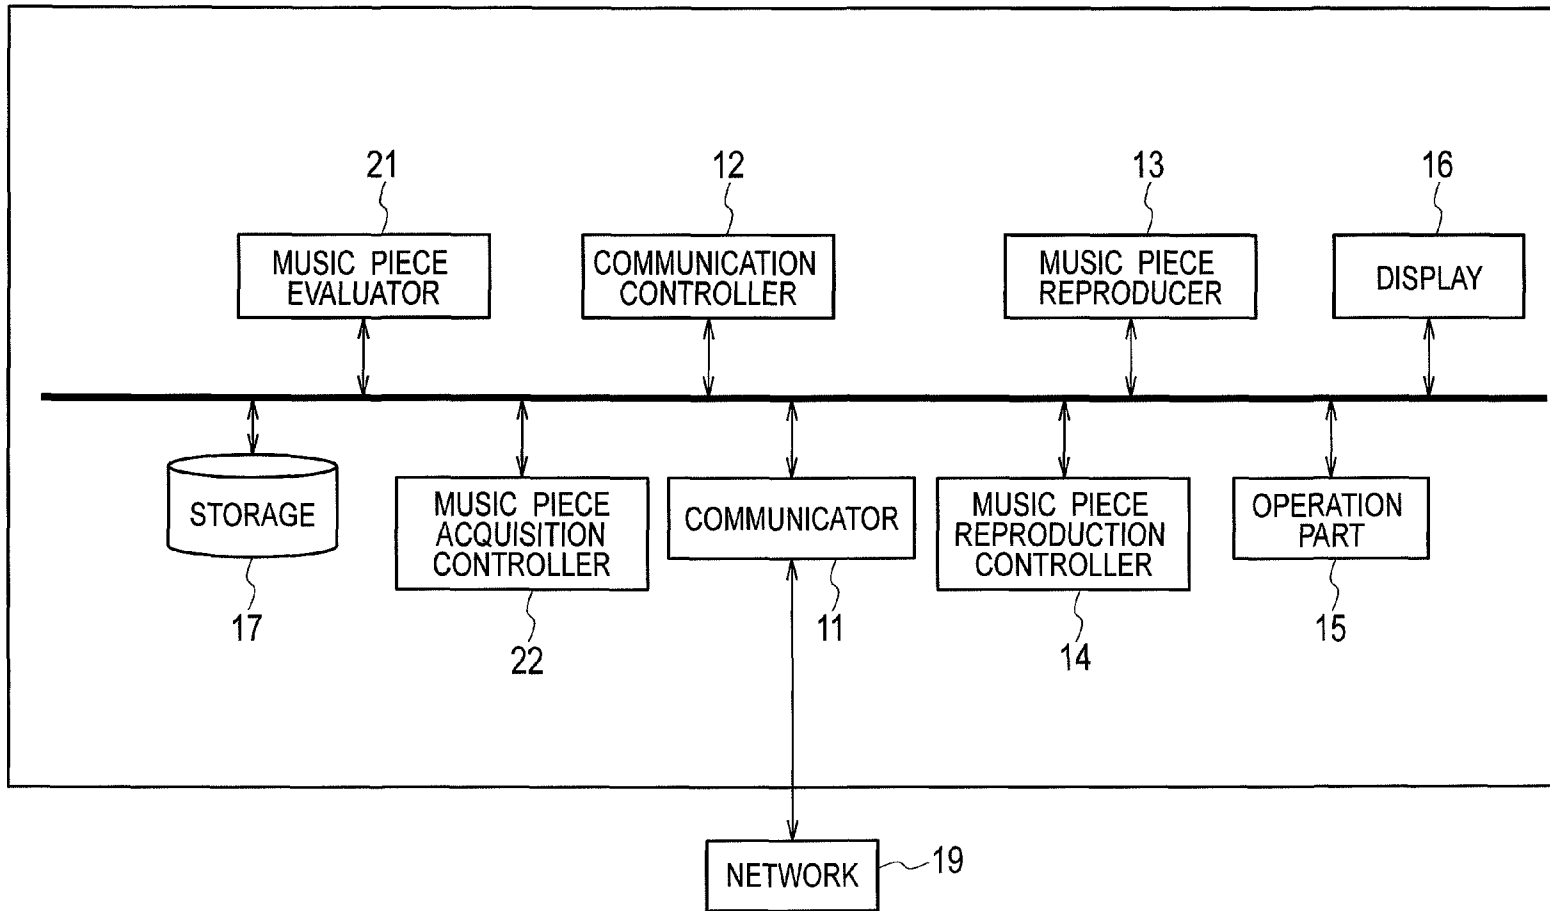 21
12
13
16
MUSIC PIECE
EVALUATOR
COMMUNICATION
CONTROLLER
MUSIC PIECE
REPRODUCER
DISPLAY
STORAGE
MUSIC PIECE
ACQUISITION
CONTROLLER
COMMUNICATOR
MUSIC PIECE
REPRODUCTION
CONTROLLER
OPERATION
PART
17
22
11
14
15
NETWORK
19